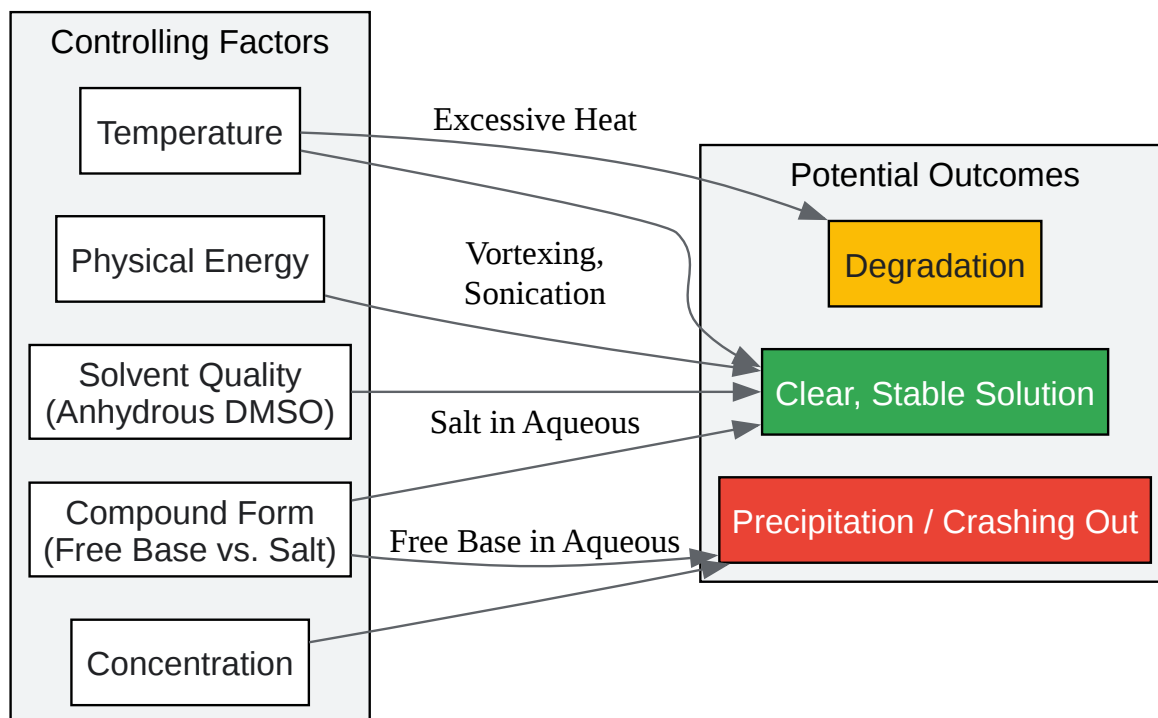 Controlling Factors
Temperature
Physical Energy
Solvent Quality
(Anhydrous DMSO)
Compound Form
(Free Base vs. Salt)
Concentration
Excessive Heat
Vortexing,
Sonication
Salt in Aqueous
Free Base in Aqueous
Potential Outcomes
Degradation
Clear, Stable Solution
Precipitation / Crashing Out